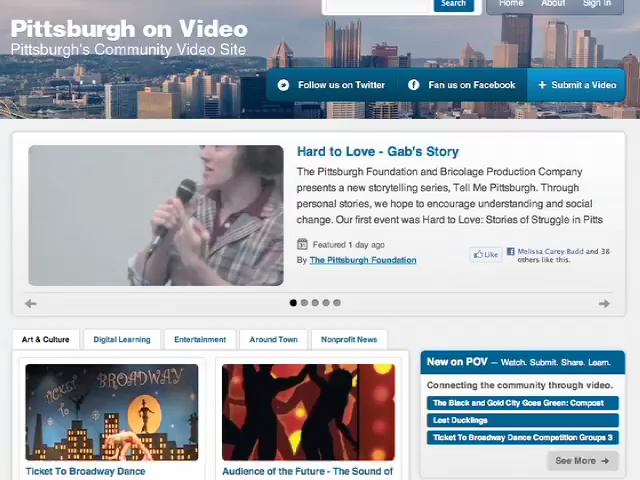 Search
Home About Sign In
Pittsburgh on Video
Pittsburgh's Community Video Site
Follow us on Twitter
Fan us on Facebook
+ Submit a Video
Hard to Love - Gab's Story
The Pittsburgh Foundation and Bricolage Production Company
presents a new storytelling series, Tell Me Pittsburgh. Through
personal stories, we hope to encourage understanding and social
change. Our first event was Hard to Love: Stories of Struggle in Pitts
Featured 1 day ago
By The Pittsburgh Foundation
Like
Melissa Carey Budd and 38
others like this.
Art & Culture
Digital Learning
Entertainment
Around Town
Nonprofit News
TICKET TO BROADWAY
Ticket To Broadway Dance
Audience of the Future - The Sound of
New on POV — Watch. Submit. Share. Learn.
Connecting the community through video.
The Black and Gold City Goes Green: Compost
Lost Ducklings
Ticket To Broadway Dance Competition Groups 3
See More